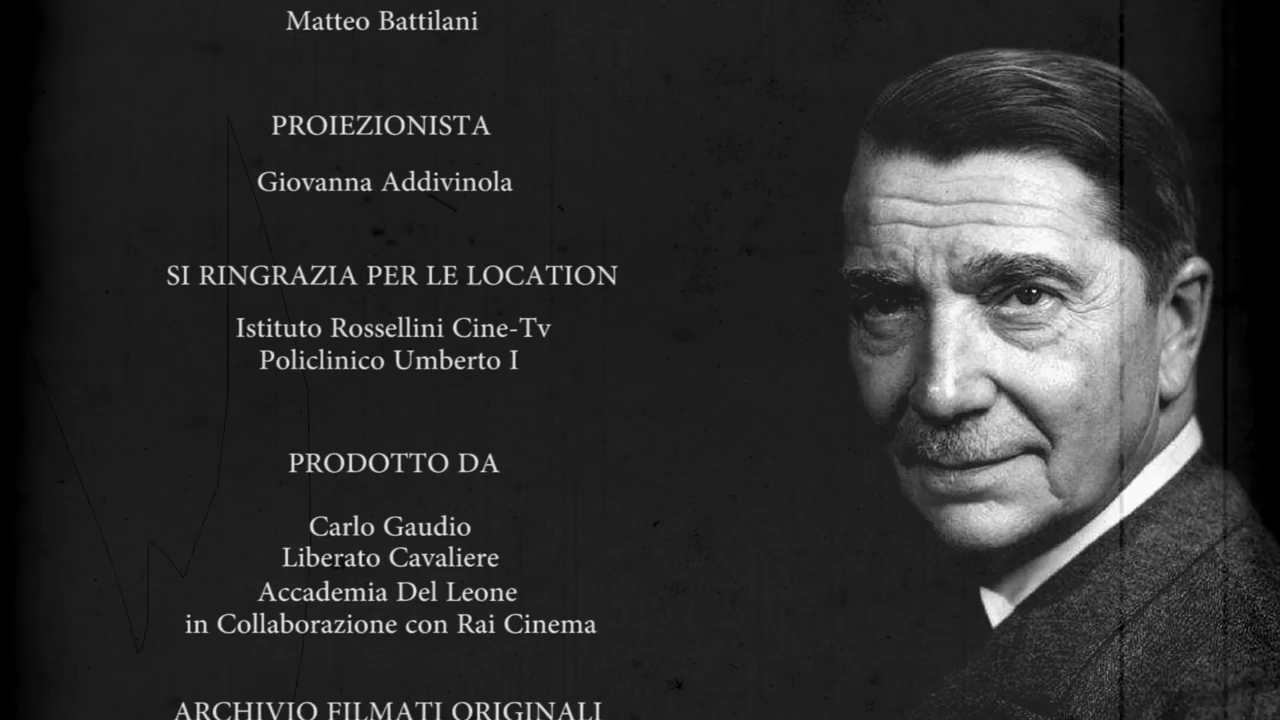 Matteo Battilani
PROIEZIONISTA
Giovanna Addivinola
SI RINGRAZIA PER LE LOCATION
Istituto Rossellini Cine-Tv
Policlinico Umberto I
PRODOTTO DA
Carlo Gaudio
Liberato Cavaliere
Accademia Del Leone
in Collaborazione con Rai Cinema
ARCHIVIO FILMATI ORIGINALI